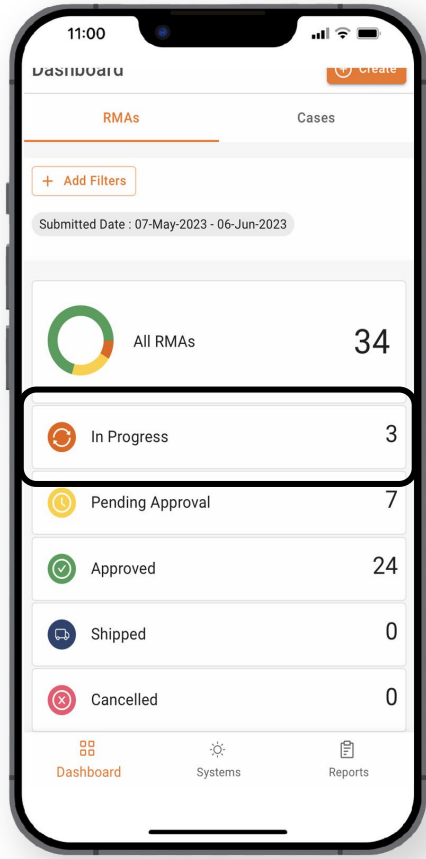 11:00
Dashboard
Create
RMAs
Cases
+ Add Filters
Submitted Date : 07-May-2023 - 06-Jun-2023
All RMAs
34
In Progress
3
Pending Approval
7
Approved
24
Shipped
0
Cancelled
0
Dashboard
Systems
Reports